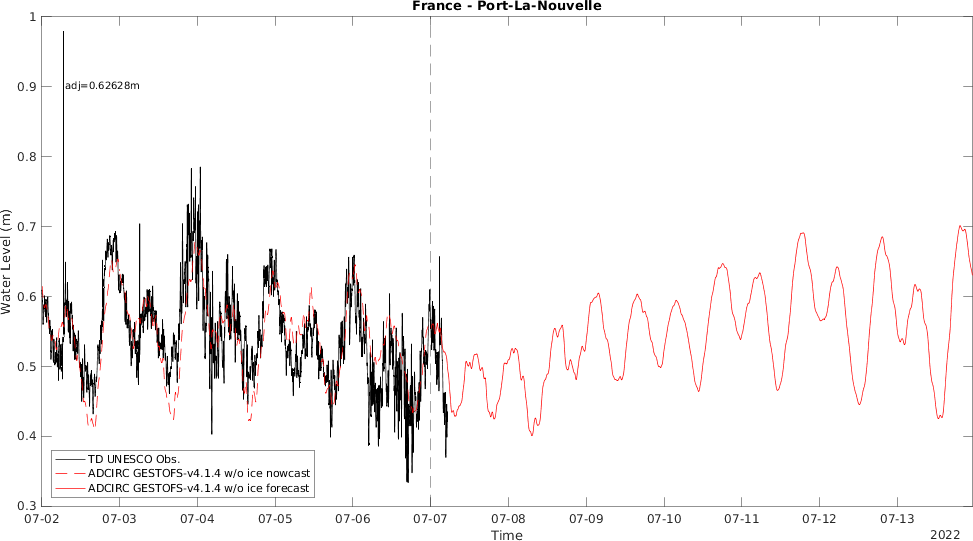 France - Port-La-Nouvelle
1
0.9
0.8
0.7
0.6
0.5
0.4
0.3
Water Level (m)
adj=0.62628m
TD UNESCO Obs.
ADCIRC GESTOFS-v4.1.4 w/o ice nowcast
ADCIRC GESTOFS-v4.1.4 w/o ice forecast
07-02 07-03 07-04 07-05 07-06 07-07 07-08 07-09 07-10 07-11 07-12 07-13
Time
2022